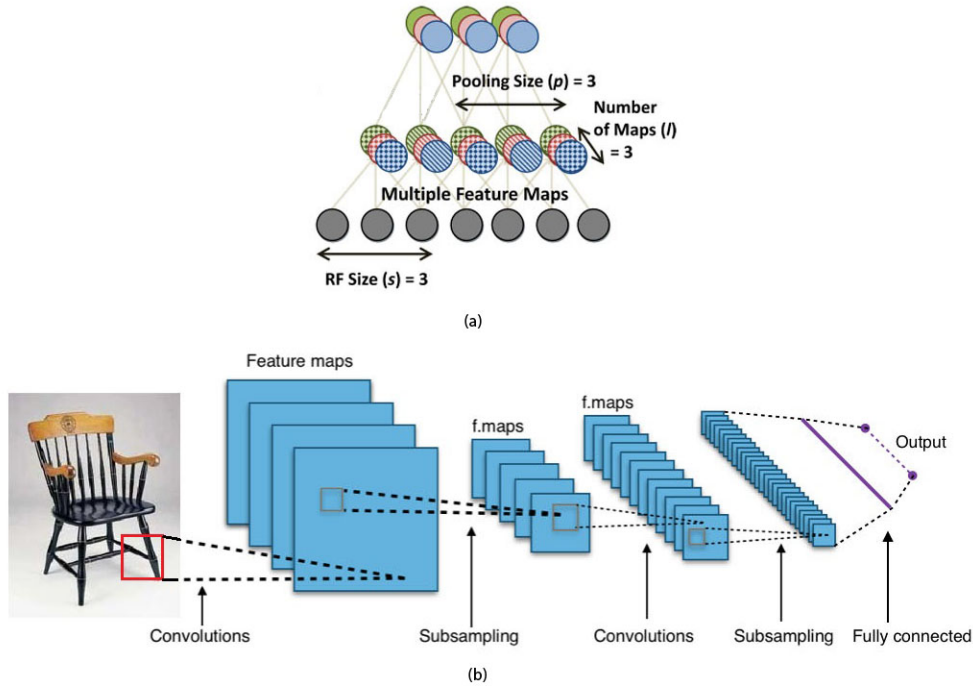 Pooling Size (p) = 3
Number
of Maps (l)
= 3
Multiple Feature Maps
RF Size (s) = 3
(a)
Feature maps
f.maps
f.maps
Output
Convolutions
Subsampling
Convolutions
Subsampling
Fully connected
(b)